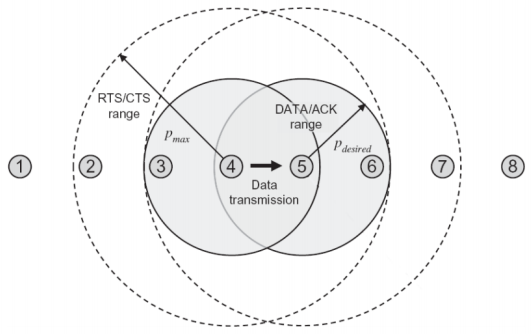 RTS/CTS
range
p_max
DATA/ACK
range
p_desired
1 2 3 4 5 6 7 8
Data
transmission